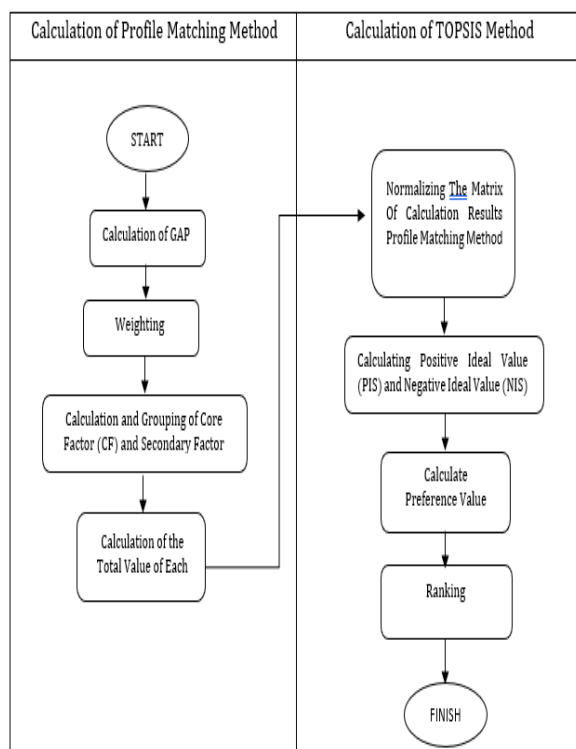 Calculation of Profile Matching Method
START
Calculation of GAP
Weighting
Calculation and Grouping of Core
Factor (CF) and Secondary Factor
Calculation of the
Total Value of Each
Calculation of TOPSIS Method
Normalizing The Matrix
Of Calculation Results
Profile Matching Method
Calculating Positive Ideal Value
(PIS) and Negative Ideal Value (NIS)
Calculate
Preference Value
Ranking
FINISH